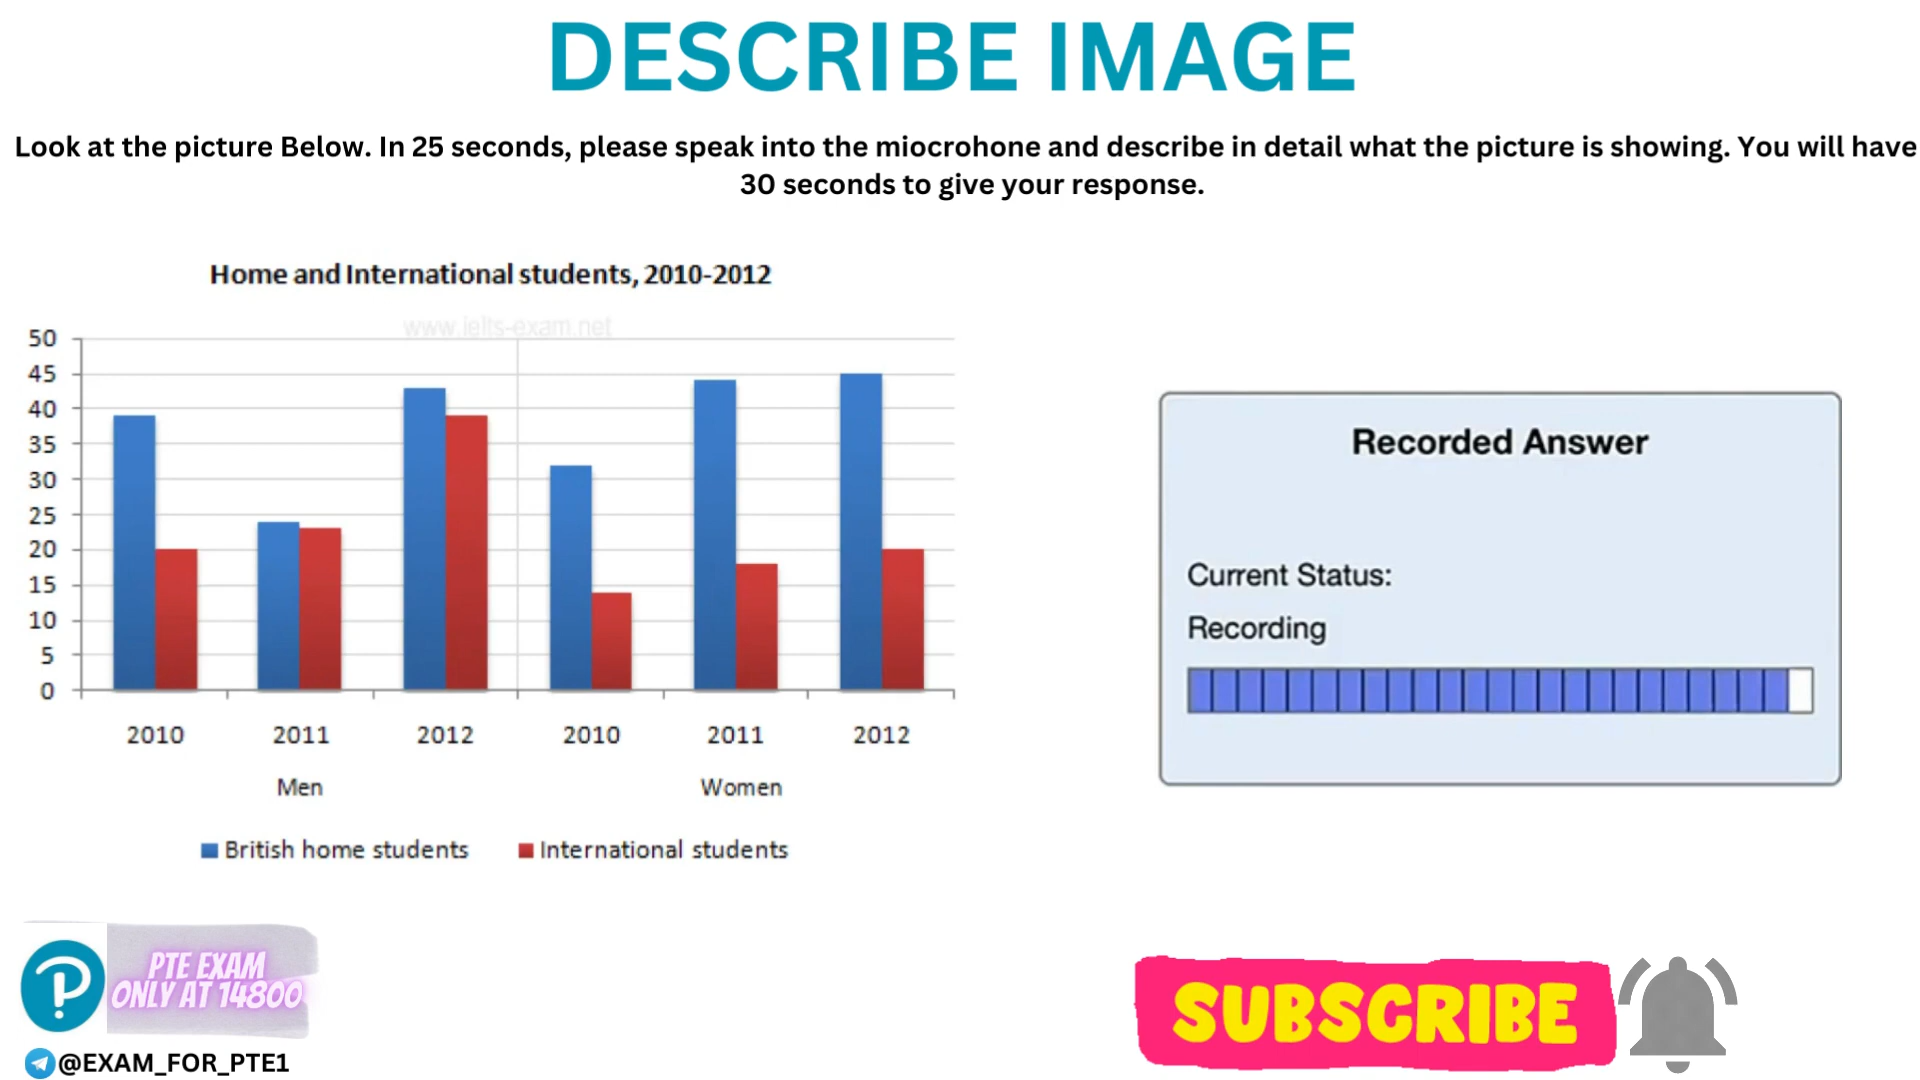 DESCRIBE IMAGE
Look at the picture Below. In 25 seconds, please speak into the miocrohone and describe in detail what the picture is showing. You will have
30 seconds to give your response.
Home and International students, 2010-2012
www.ielts-exam.net
50
45
40
35
30
25
20
15
10
5
0
2010 2011 2012 2010 2011 2012
Men Women
British home students International students
Recorded Answer
Current Status:
Recording
PTE EXAM
ONLY AT 14800
@EXAM_FOR_PTE1
SUBSCRIBE